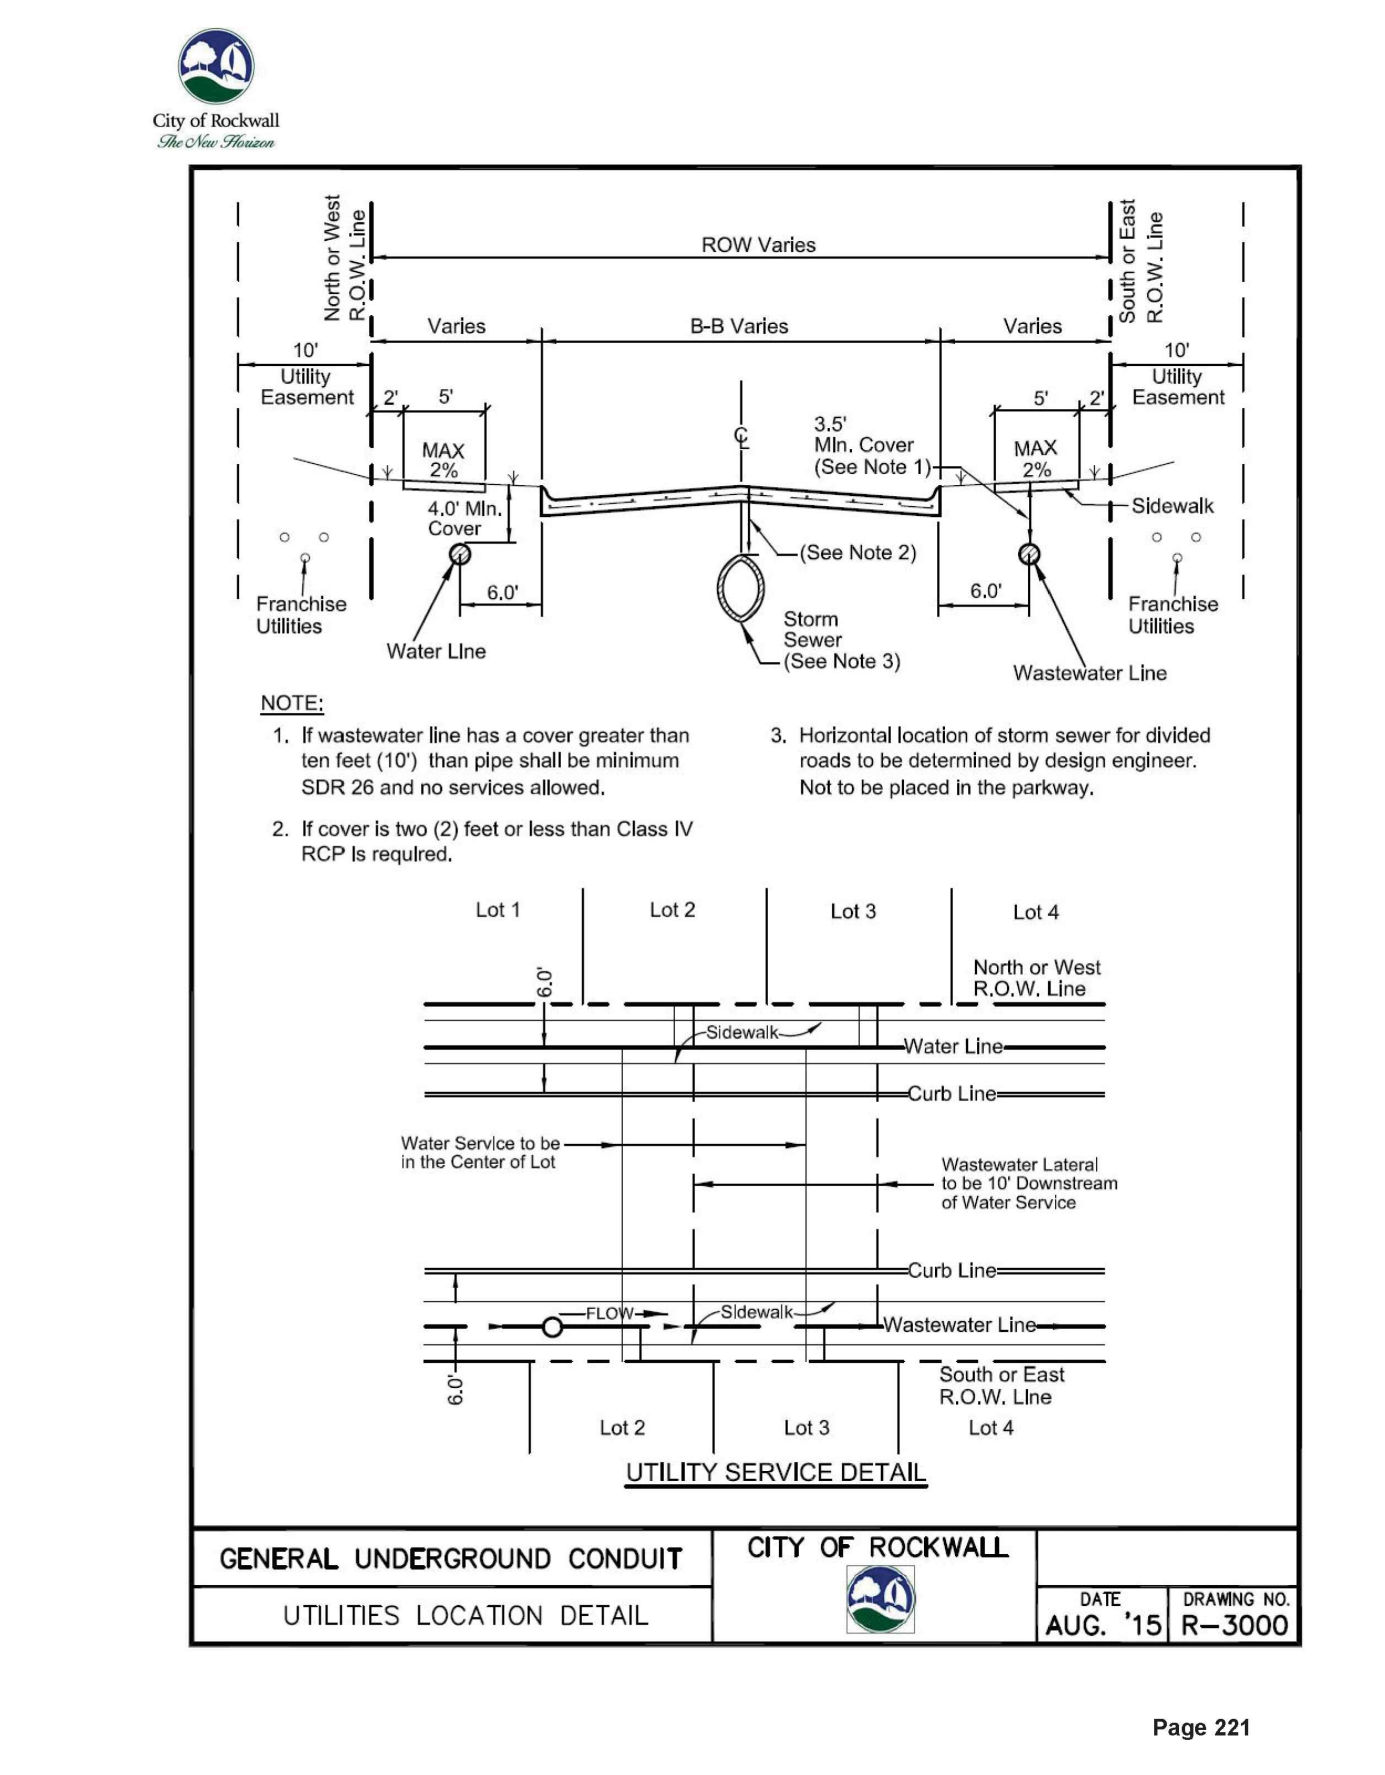 City of Rockwall
The New Horizon
North or West
R.O.W. Line
ROW Varies
South or East
R.O.W. Line
Varies
B-B Varies
Varies
10'
Utility
Easement
2'
5'
MAX
2%
℄
3.5'
Min. Cover
(See Note 1)
5'
2'
MAX
2%
10'
Utility
Easement
4.0' Min.
Cover
Sidewalk
(See Note 2)
6.0'
6.0'
Franchise
Utilities
Water Line
Storm
Sewer
(See Note 3)
Franchise
Utilities
Wastewater Line
NOTE:
1. If wastewater line has a cover greater than
ten feet (10') than pipe shall be minimum
SDR 26 and no services allowed.
2. If cover is two (2) feet or less than Class IV
RCP is required.
3. Horizontal location of storm sewer for divided
roads to be determined by design engineer.
Not to be placed in the parkway.
Lot 1
Lot 2
Lot 3
Lot 4
6.0'
North or West
R.O.W. Line
Sidewalk
Water Line
Curb Line
Water Service to be
in the Center of Lot
Wastewater Lateral
to be 10' Downstream
of Water Service
Curb Line
FLOW
Sidewalk
Wastewater Line
6.0'
South or East
R.O.W. Line
Lot 2
Lot 3
Lot 4
UTILITY SERVICE DETAIL
GENERAL UNDERGROUND CONDUIT
UTILITIES LOCATION DETAIL
CITY OF ROCKWALL
DATE
AUG. '15
DRAWING NO.
R-3000
Page 221